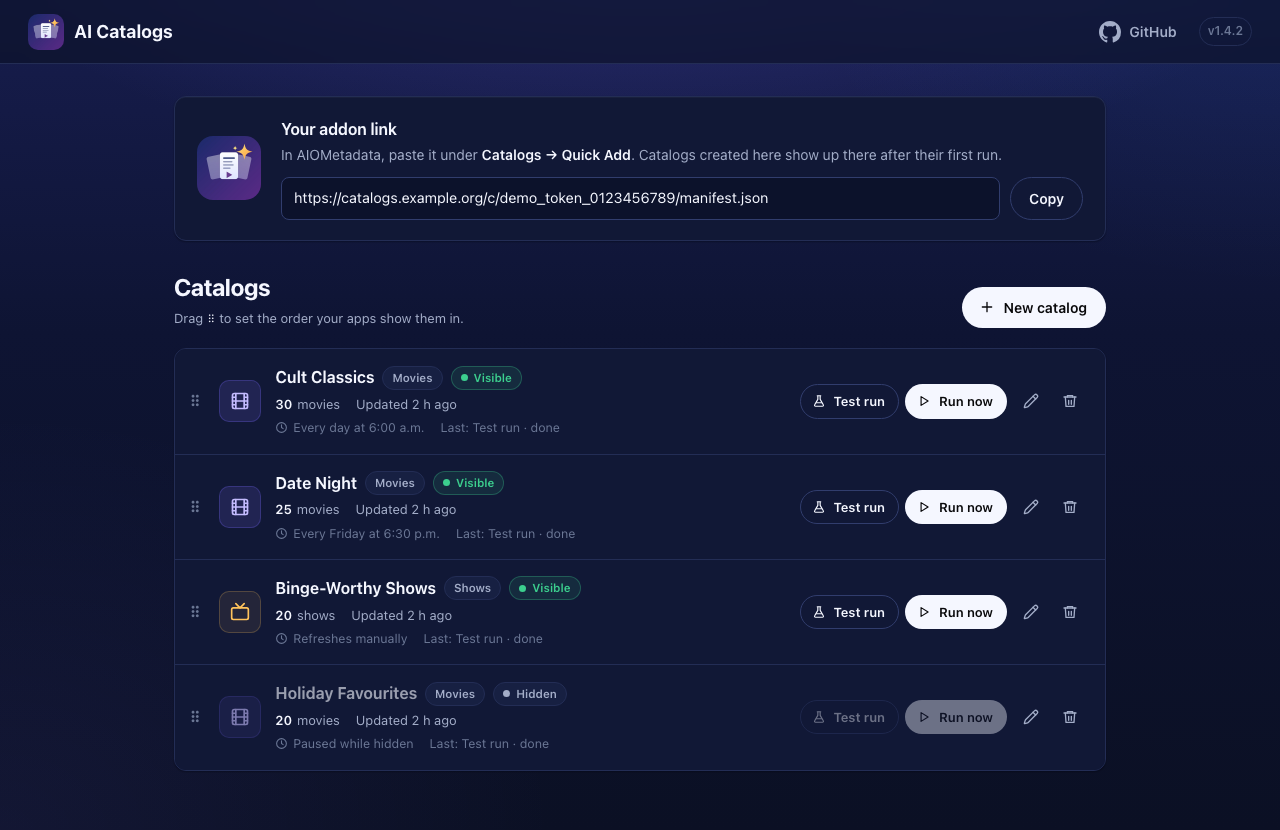 AI Catalogs
GitHub
v1.4.2
Your addon link
In AIOMetadata, paste it under Catalogs → Quick Add. Catalogs created here show up there after their first run.
https://catalogs.example.org/c/demo_token_0123456789/manifest.json
Copy
Catalogs
Drag ⠿ to set the order your apps show them in.
New catalog
Cult Classics Movies Visible
30 movies Updated 2 h ago
Every day at 6:00 a.m. Last: Test run · done
Test run Run now
Date Night Movies Visible
25 movies Updated 2 h ago
Every Friday at 6:30 p.m. Last: Test run · done
Test run Run now
Binge-Worthy Shows Shows Visible
20 shows Updated 2 h ago
Refreshes manually Last: Test run · done
Test run Run now
Holiday Favourites Movies Hidden
20 movies Updated 2 h ago
Paused while hidden Last: Test run · done
Test run Run now